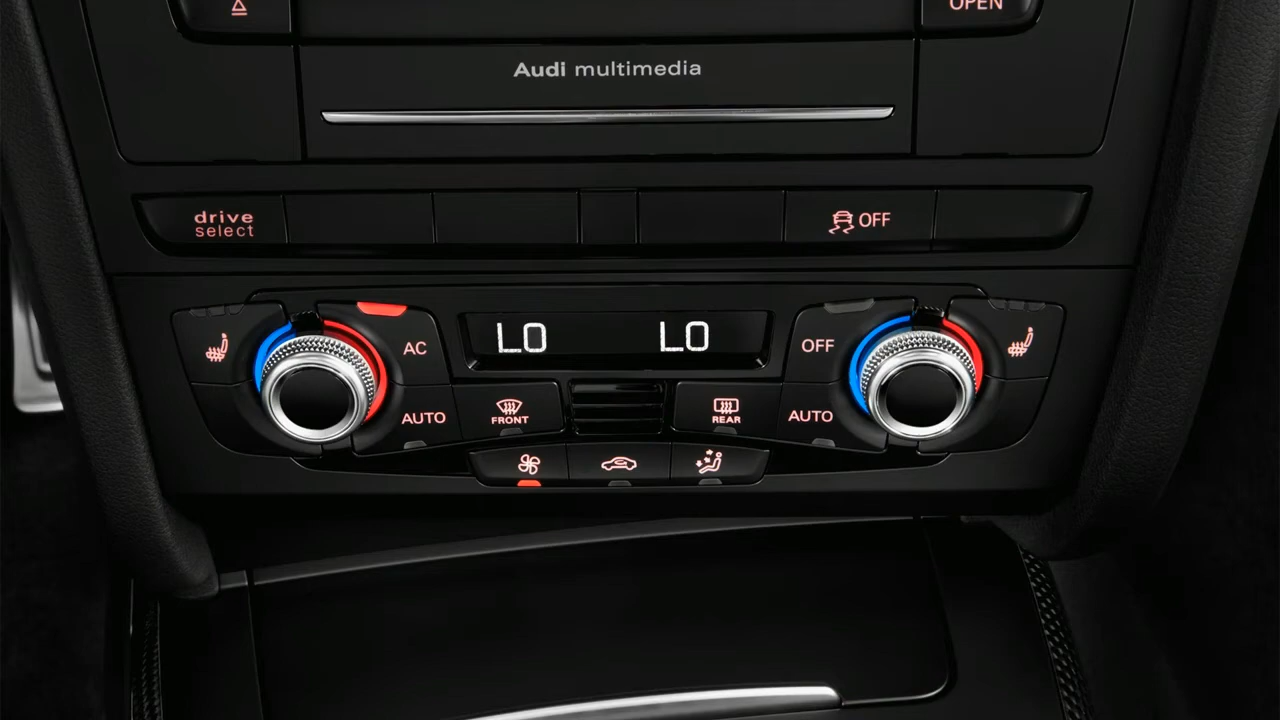 OPEN
Audi multimedia
drive
select
OFF
LO LO
AC
OFF
AUTO
FRONT
REAR
AUTO